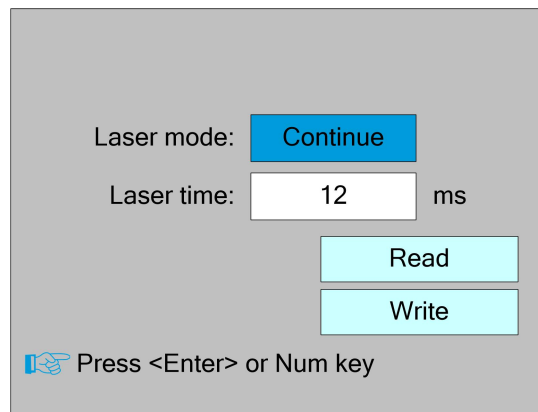 Laser mode: Continue
Laser time: 12 ms
Read
Write
Press <Enter> or Num key